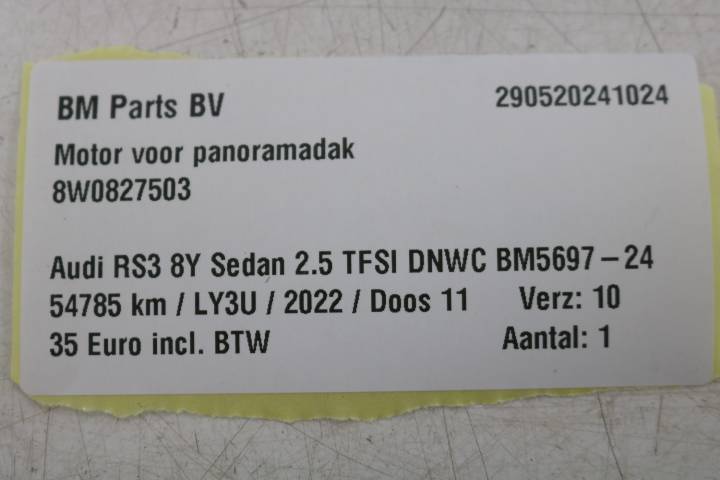 BM Parts BV 290520241024
Motor voor panoramadak
8W0827503
Audi RS3 8Y Sedan 2.5 TFSI DNWC BM5697-24
54785 km / LY3U / 2022 / Doos 11 Verz: 10
35 Euro incl. BTW Aantal: 1